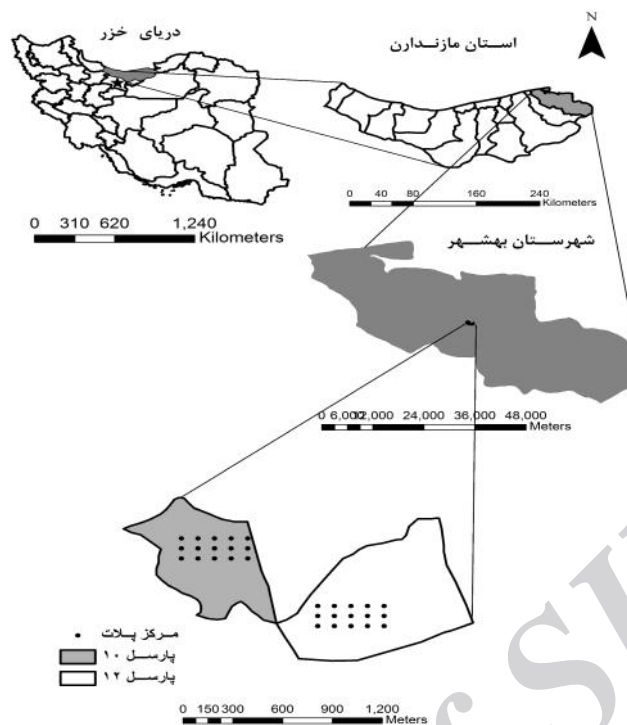 N
دریای خزر
استان مازندارن
0 40 80 160 240
Kilometers
0 310 620 1,240
Kilometers
شهرستان بهشهر
0 6,000 12,000 24,000 36,000 48,000
Meters
مرکز پلات
پارسل ۱۰
پارسل ۱۲
0 150 300 600 900 1,200
Meters
of SI